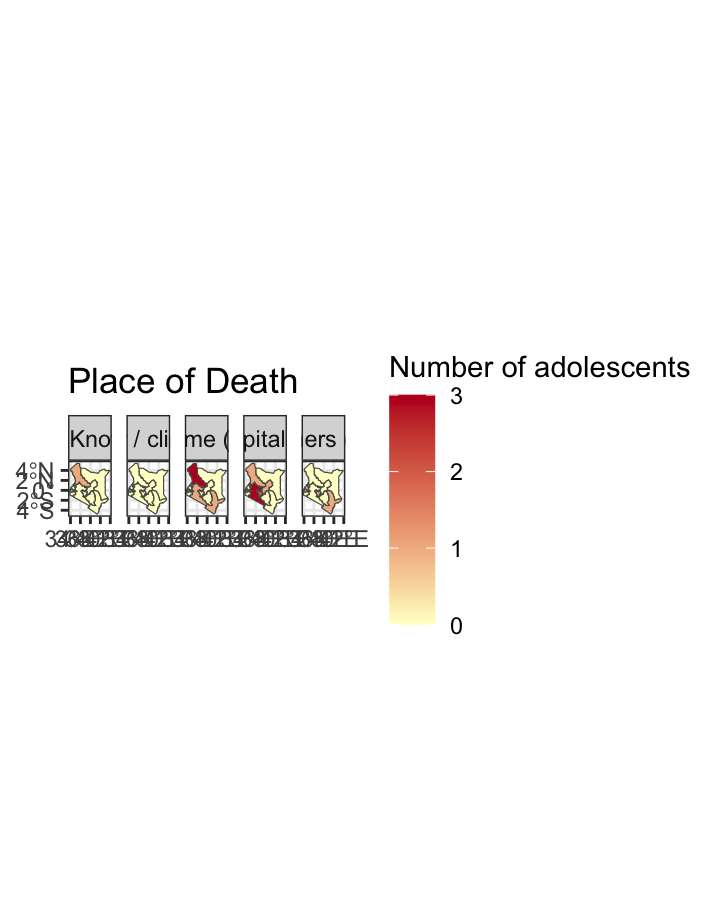 Place of Death
Number of adolescents
Kno
/ cli
me (
pital
ers
4°N
2°N
0°
2°S
4°S
3
2
1
0